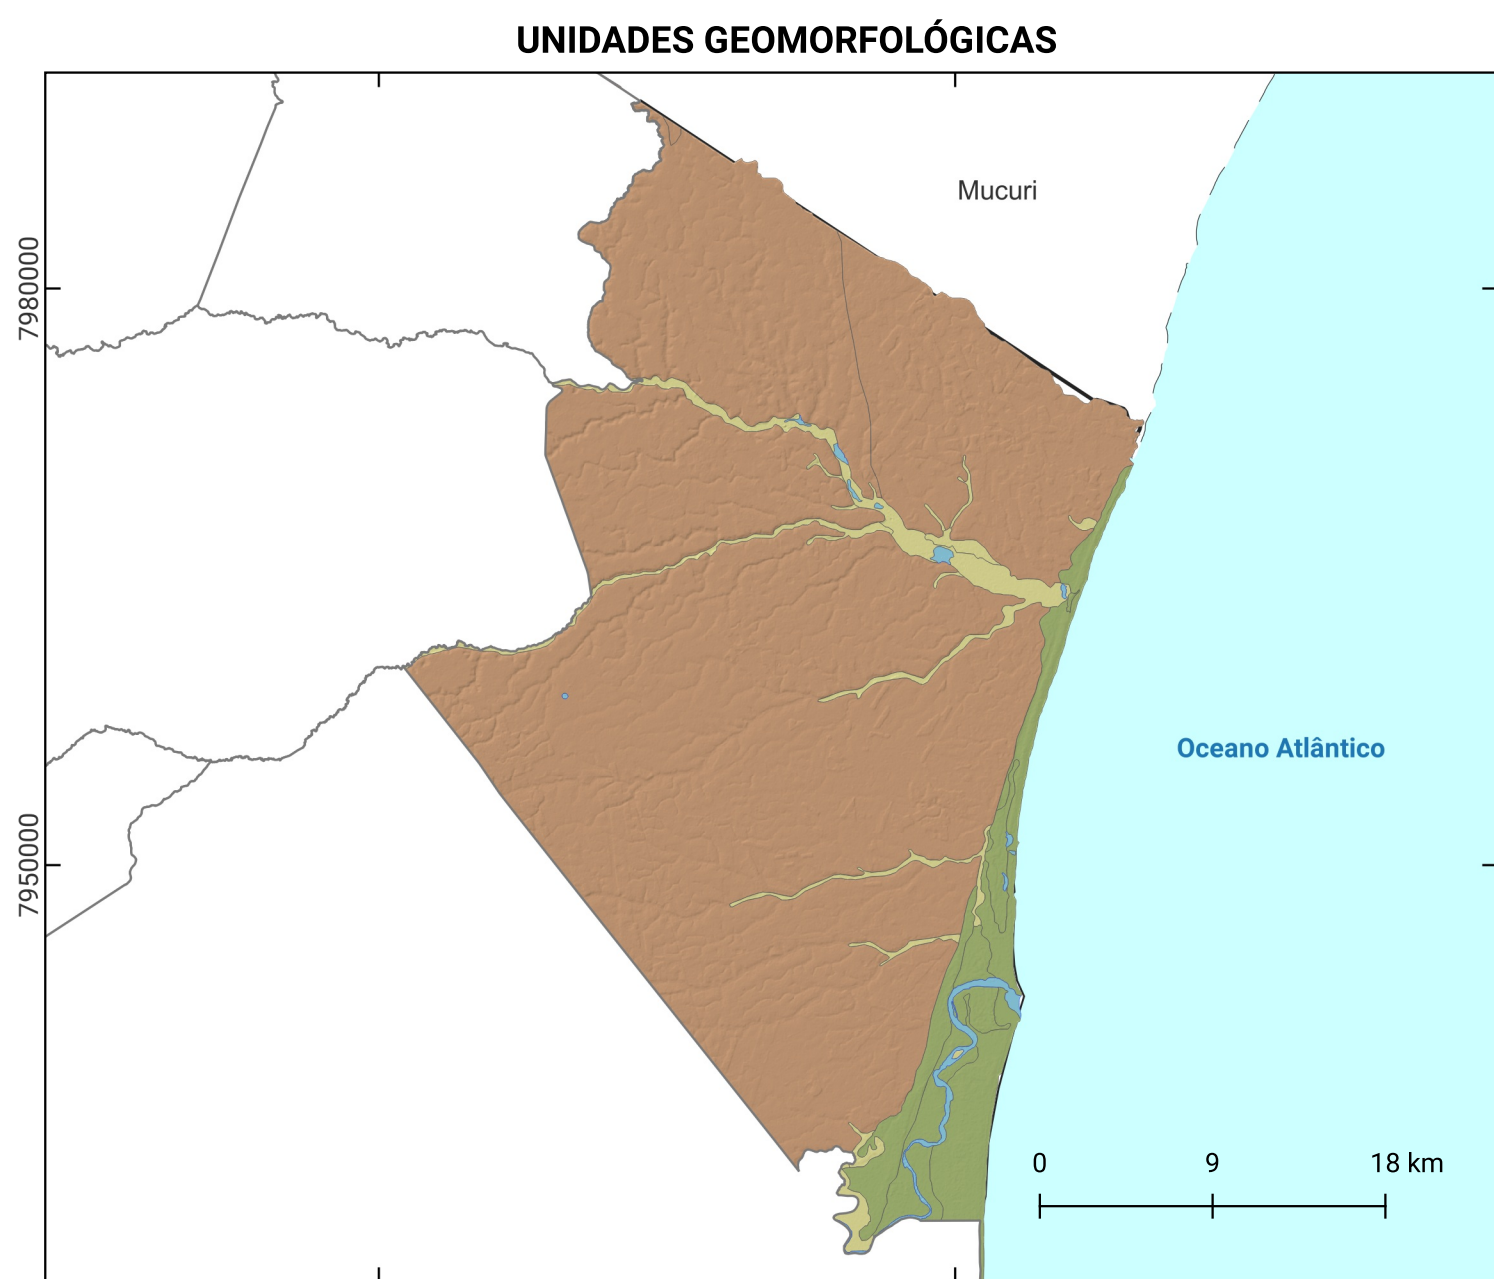 UNIDADES GEOMORFOLÓGICAS
Mucuri
7980000
Oceano Atlântico
7950000
0 9 18 km